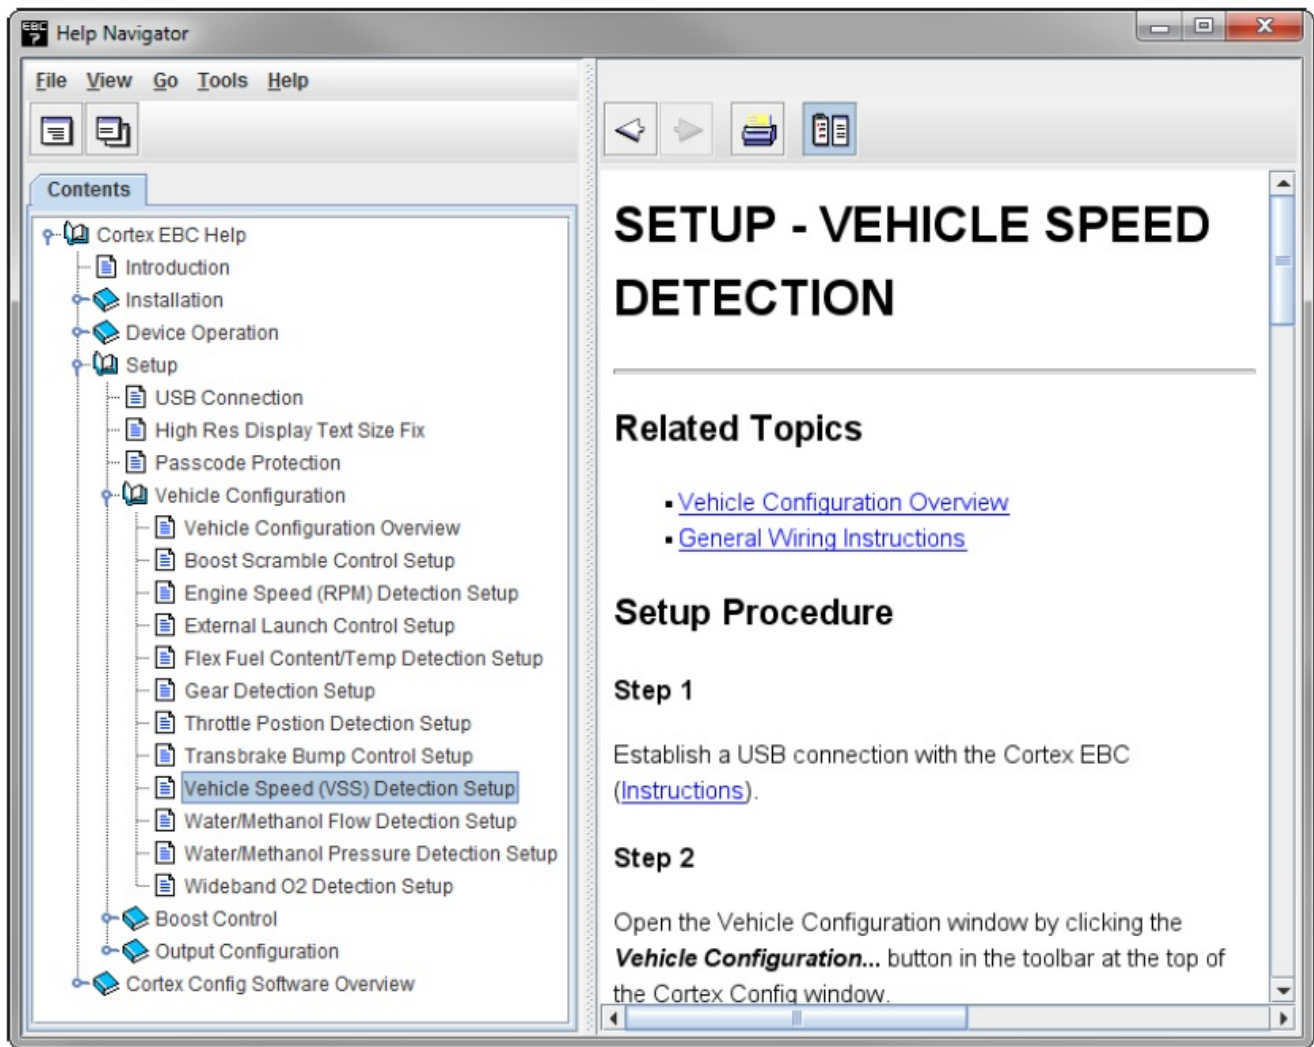 EBC
?
Help Navigator
File View Go Tools Help
Contents
Cortex EBC Help
Introduction
Installation
Device Operation
Setup
USB Connection
High Res Display Text Size Fix
Passcode Protection
Vehicle Configuration
Vehicle Configuration Overview
Boost Scramble Control Setup
Engine Speed (RPM) Detection Setup
External Launch Control Setup
Flex Fuel Content/Temp Detection Setup
Gear Detection Setup
Throttle Postion Detection Setup
Transbrake Bump Control Setup
Vehicle Speed (VSS) Detection Setup
Water/Methanol Flow Detection Setup
Water/Methanol Pressure Detection Setup
Wideband O2 Detection Setup
Boost Control
Output Configuration
Cortex Config Software Overview
SETUP - VEHICLE SPEED
DETECTION
Related Topics
Vehicle Configuration Overview
General Wiring Instructions
Setup Procedure
Step 1
Establish a USB connection with the Cortex EBC
(Instructions).
Step 2
Open the Vehicle Configuration window by clicking the
Vehicle Configuration... button in the toolbar at the top of
the Cortex Config window.